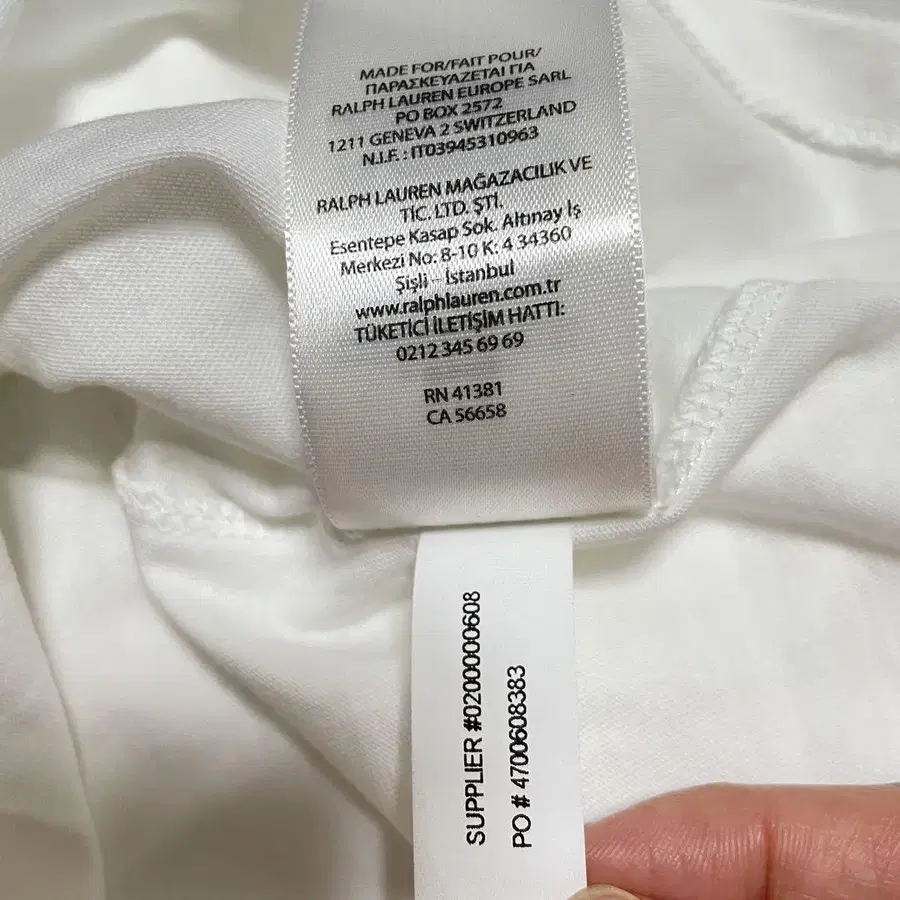 MADE FOR/FAIT POUR/
ΠΑΡΑΣΚΕΥΑΖΕΤΑΙ ΓΙΑ
RALPH LAUREN EUROPE SARL
PO BOX 2572
1211 GENEVA 2 SWITZERLAND
N.I.F. : IT03945310963
RALPH LAUREN MAĞAZACILIK VE
TİC. LTD. ŞTİ.
Esentepe Kasap Sok. Altınay İş
Merkezi No: 8-10 K: 4 34360
Şişli – İstanbul
www.ralphlauren.com.tr
TÜKETİCİ İLETİŞİM HATTI:
0212 345 69 69
RN 41381
CA 56658
SUPPLIER #0200000608
PO # 4700608383